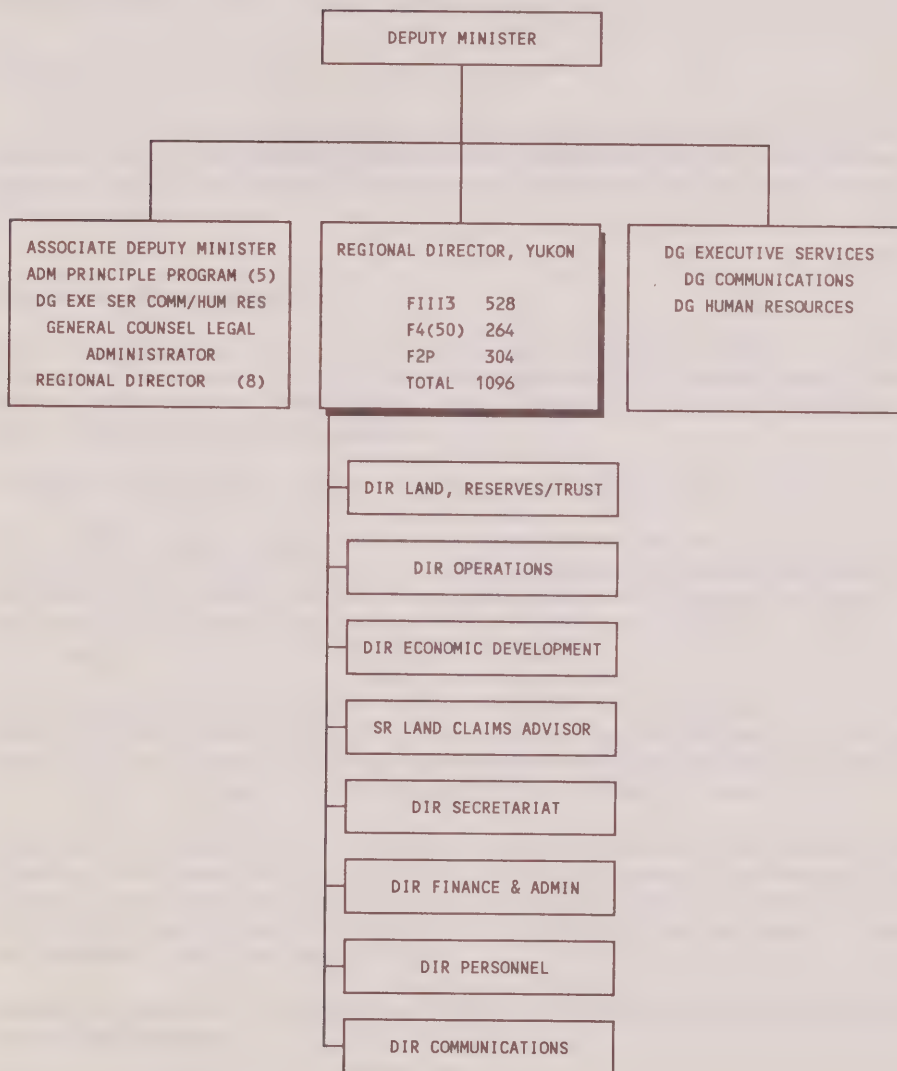 DEPUTY MINISTER
ASSOCIATE DEPUTY MINISTER
ADM PRINCIPLE PROGRAM (5)
DG EXE SER COMM/HUM RES
GENERAL COUNSEL LEGAL
ADMINISTRATOR
REGIONAL DIRECTOR (8)
REGIONAL DIRECTOR, YUKON
FIII3 528
F4(50) 264
F2P 304
TOTAL 1096
DG EXECUTIVE SERVICES
DG COMMUNICATIONS
DG HUMAN RESOURCES
DIR LAND, RESERVES/TRUST
DIR OPERATIONS
DIR ECONOMIC DEVELOPMENT
SR LAND CLAIMS ADVISOR
DIR SECRETARIAT
DIR FINANCE & ADMIN
DIR PERSONNEL
DIR COMMUNICATIONS